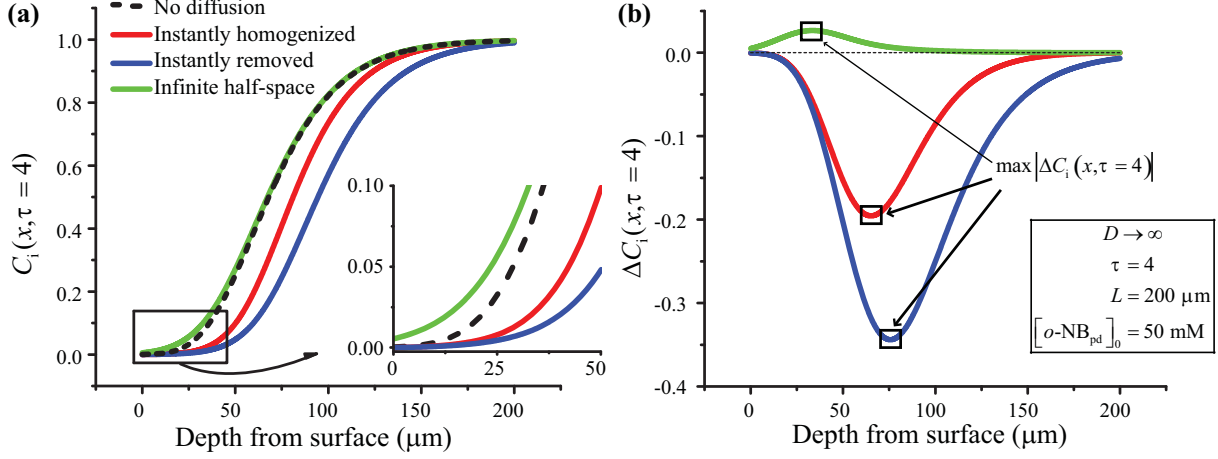 (a)
No diffusion
Instantly homogenized
Instantly removed
Infinite half-space
1.0
0.8
0.6
0.4
0.2
0.0
C_i(x,τ = 4)
0.10
0.05
0.00
0
25
50
0
50
100
150
200
Depth from surface (μm)
(b)
0.0
-0.1
-0.2
-0.3
-0.4
ΔC_i(x,τ = 4)
max|ΔC_i(x,τ = 4)|
D → ∞
τ = 4
L = 200 μm
[o-NB_pd]_0 = 50 mM
0
50
100
150
200
Depth from surface (μm)